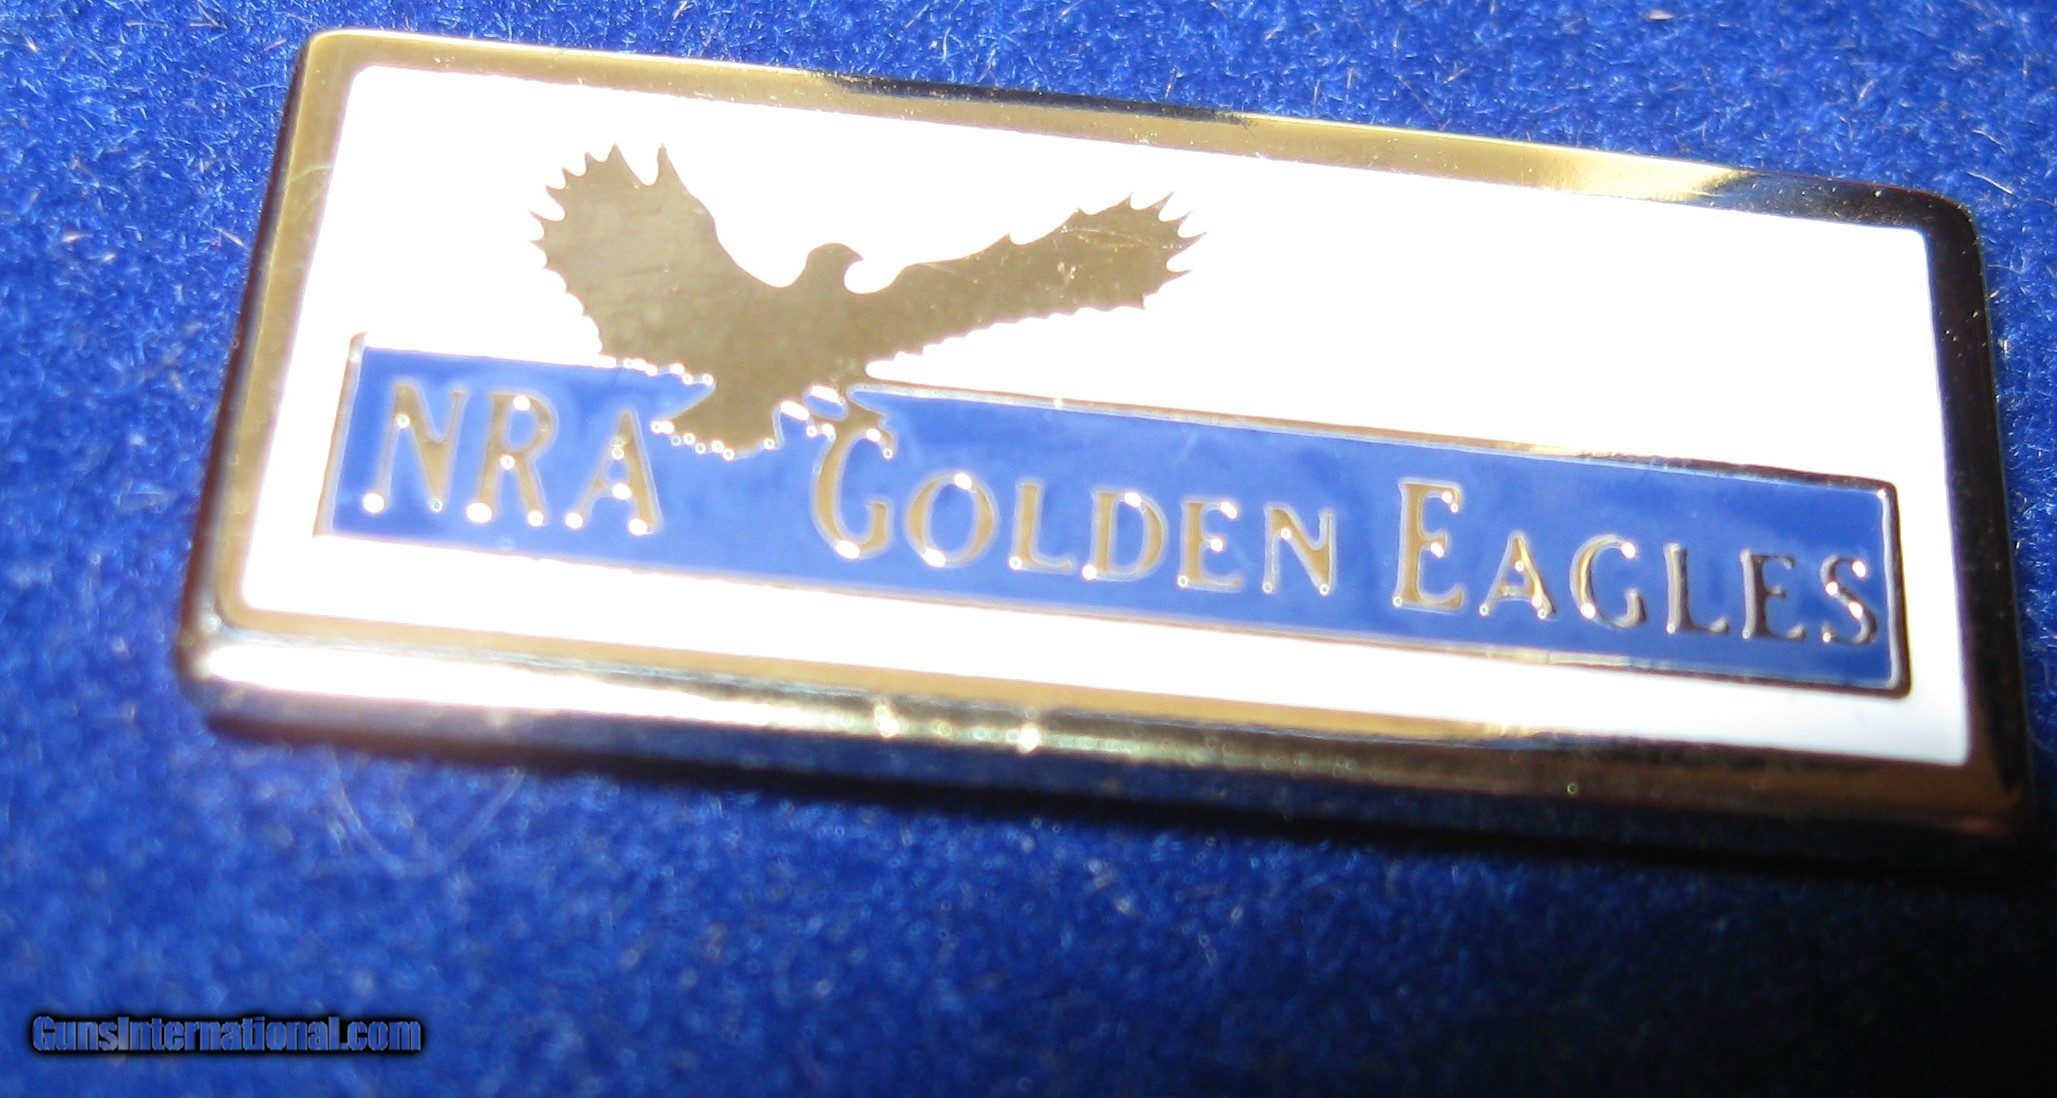 NRA GOLDEN EAGLES
GunsInternational.com